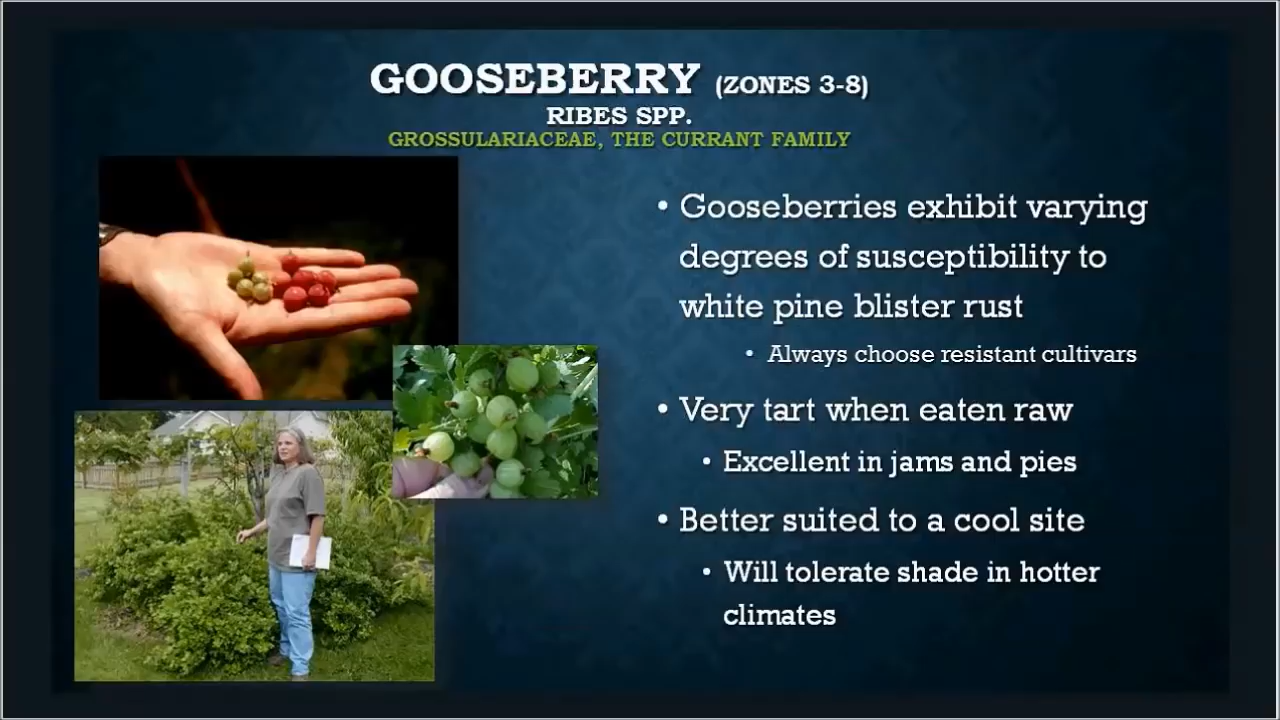 GOOSEBERRY (ZONES 3-8)
RIBES SPP.
GROSSULARIACEAE, THE CURRANT FAMILY
• Gooseberries exhibit varying
degrees of susceptibility to
white pine blister rust
• Always choose resistant cultivars
• Very tart when eaten raw
• Excellent in jams and pies
• Better suited to a cool site
• Will tolerate shade in hotter
climates